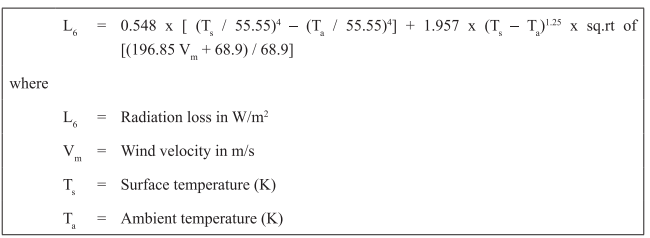 L₆ = 0.548 x [ (Tₛ / 55.55)⁴ – (Tₐ / 55.55)⁴] + 1.957 x (Tₛ – Tₐ)¹·²⁵ x sq.rt of
[(196.85 Vₘ + 68.9) / 68.9]
where
L₆ = Radiation loss in W/m²
Vₘ = Wind velocity in m/s
Tₛ = Surface temperature (K)
Tₐ = Ambient temperature (K)